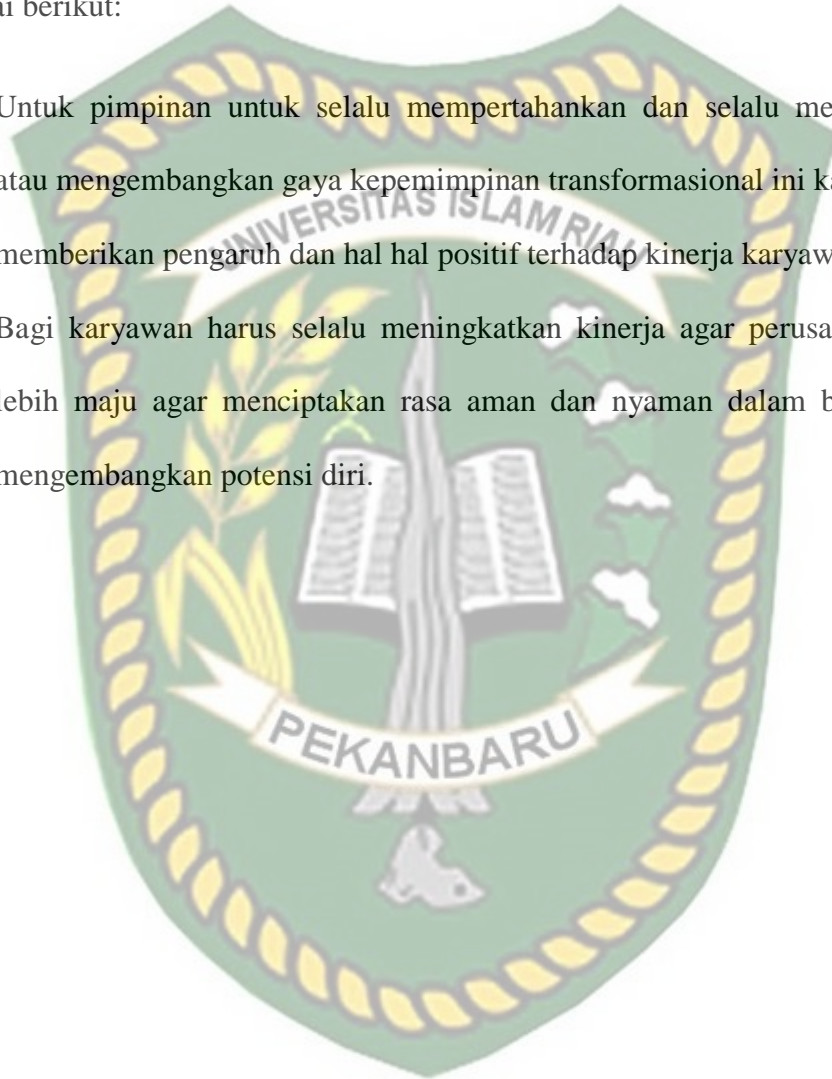 ai berikut:
Untuk pimpinan untuk selalu mempertahankan dan selalu me
atau mengembangkan gaya kepemimpinan transformasional ini ka
UNIVERSITAS ISLAM RIAU
memberikan pengaruh dan hal hal positif terhadap kinerja karyaw
Bagi karyawan harus selalu meningkatkan kinerja agar perusa
lebih maju agar menciptakan rasa aman dan nyaman dalam b
mengembangkan potensi diri.
PEKANBARU